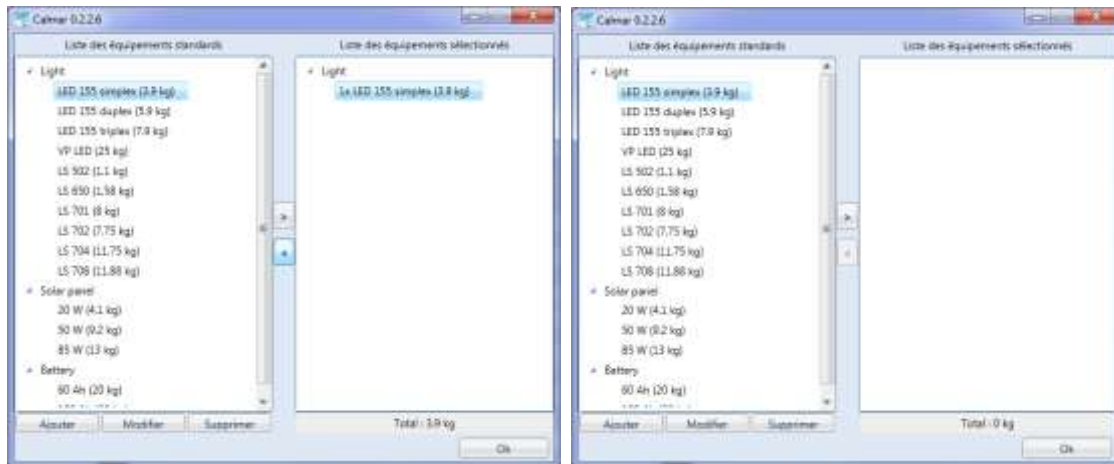 Calmar 0.2.2.6
Liste des équipements standards
Liste des équipements sélectionnés
Light
LED 155 simplex (3.9 kg)
LED 155 duplex (5.9 kg)
LED 155 triplex (7.9 kg)
VP LED (25 kg)
LS 502 (1.1 kg)
LS 650 (1.58 kg)
LS 701 (8 kg)
LS 702 (7.75 kg)
LS 704 (11.75 kg)
LS 708 (11.88 kg)
Solar panel
20 W (4.1 kg)
50 W (9.2 kg)
85 W (13 kg)
Battery
60 Ah (20 kg)
Ajouter
Modifier
Supprimer
>
<
Light
1x LED 155 simplex (3.9 kg)
Total : 3.9 kg
Ok
Calmar 0.2.2.6
Liste des équipements standards
Liste des équipements sélectionnés
Light
LED 155 simplex (3.9 kg)
LED 155 duplex (5.9 kg)
LED 155 triplex (7.9 kg)
VP LED (25 kg)
LS 502 (1.1 kg)
LS 650 (1.58 kg)
LS 701 (8 kg)
LS 702 (7.75 kg)
LS 704 (11.75 kg)
LS 708 (11.88 kg)
Solar panel
20 W (4.1 kg)
50 W (9.2 kg)
85 W (13 kg)
Battery
60 Ah (20 kg)
Ajouter
Modifier
Supprimer
>
<
Total : 0 kg
Ok